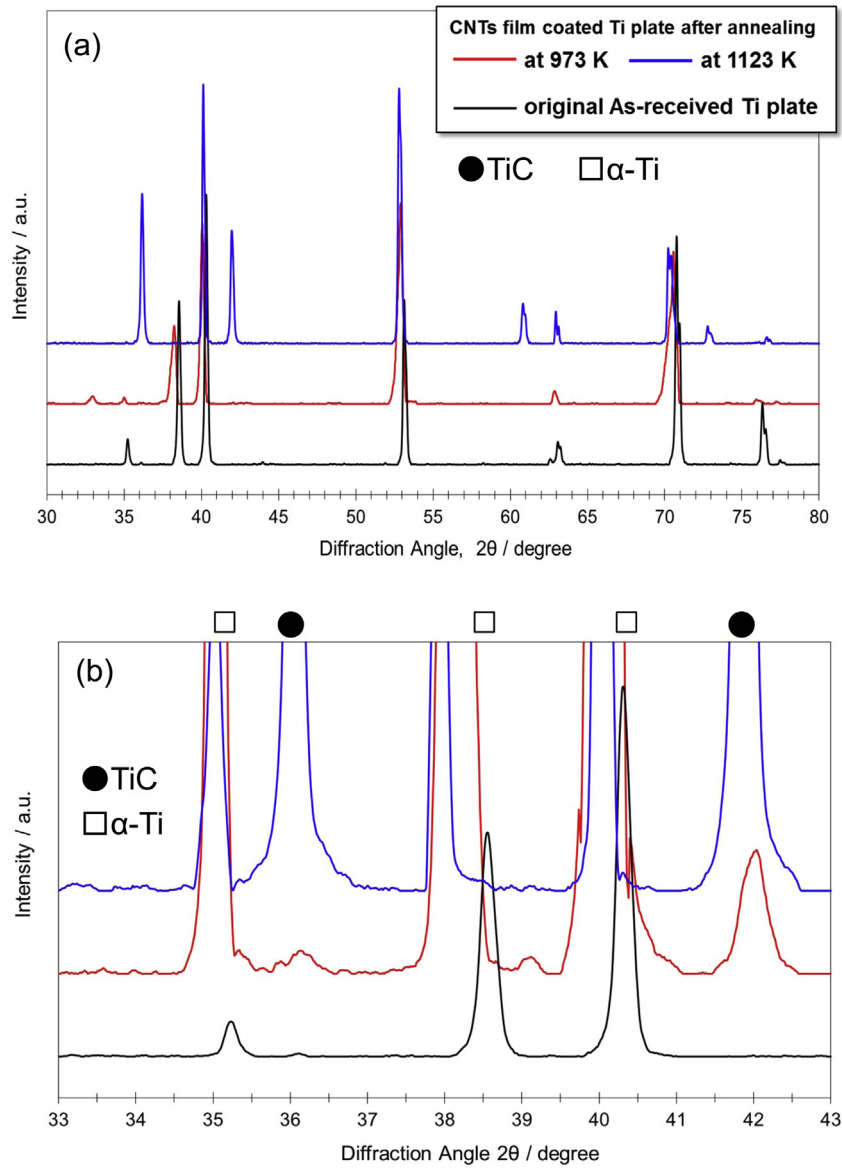 (a)
CNTs film coated Ti plate after annealing
at 973 K at 1123 K
original As-received Ti plate
TiC α-Ti
Intensity / a.u.
30 35 40 45 50 55 60 65 70 75 80
Diffraction Angle, 2θ / degree
(b)
TiC
α-Ti
Intensity / a.u.
33 34 35 36 37 38 39 40 41 42 43
Diffraction Angle 2θ / degree